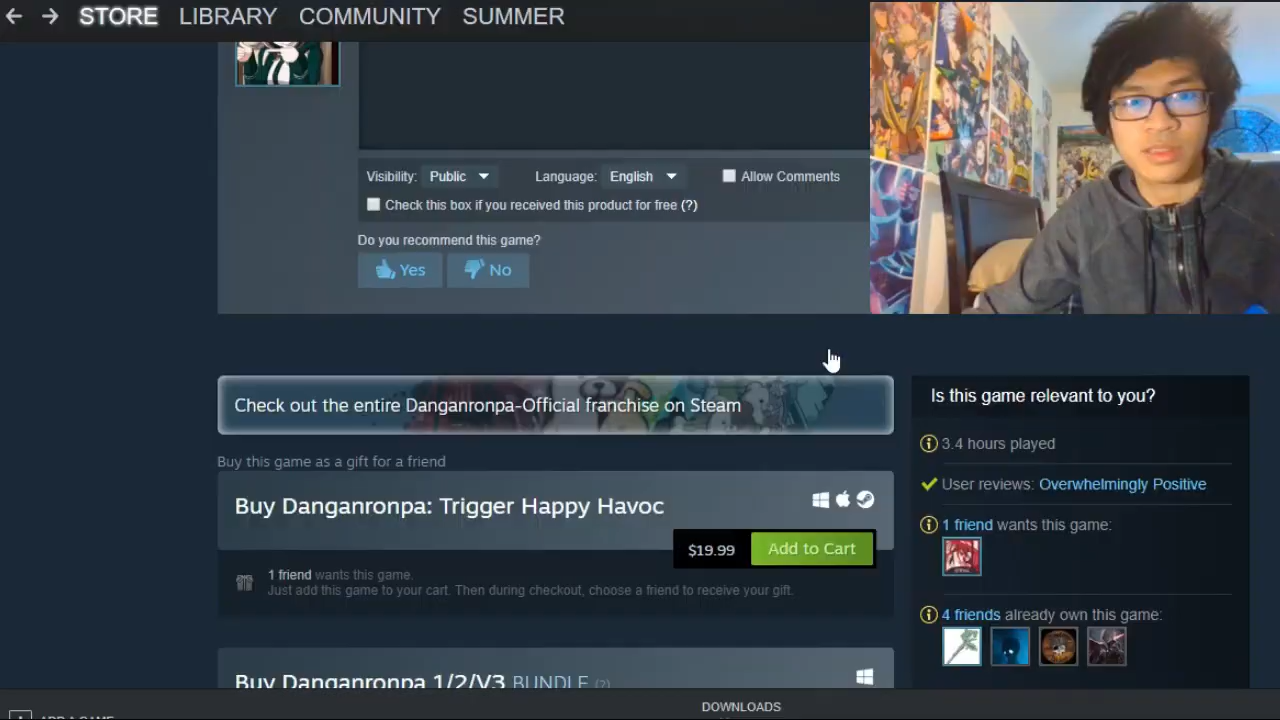 STORE LIBRARY COMMUNITY SUMMER
Visibility: Public Language: English Allow Comments
Check this box if you received this product for free (?)
Do you recommend this game?
Yes No
Check out the entire Danganronpa-Official franchise on Steam
Is this game relevant to you?
3.4 hours played
Buy this game as a gift for a friend
User reviews: Overwhelmingly Positive
Buy Danganronpa: Trigger Happy Havoc
1 friend wants this game:
$19.99 Add to Cart
1 friend wants this game.
Just add this game to your cart. Then during checkout, choose a friend to receive your gift.
4 friends already own this game:
Buy Danganronpa 1/2/V3 BUNDLE (?)
DOWNLOADS
ADD A GAME